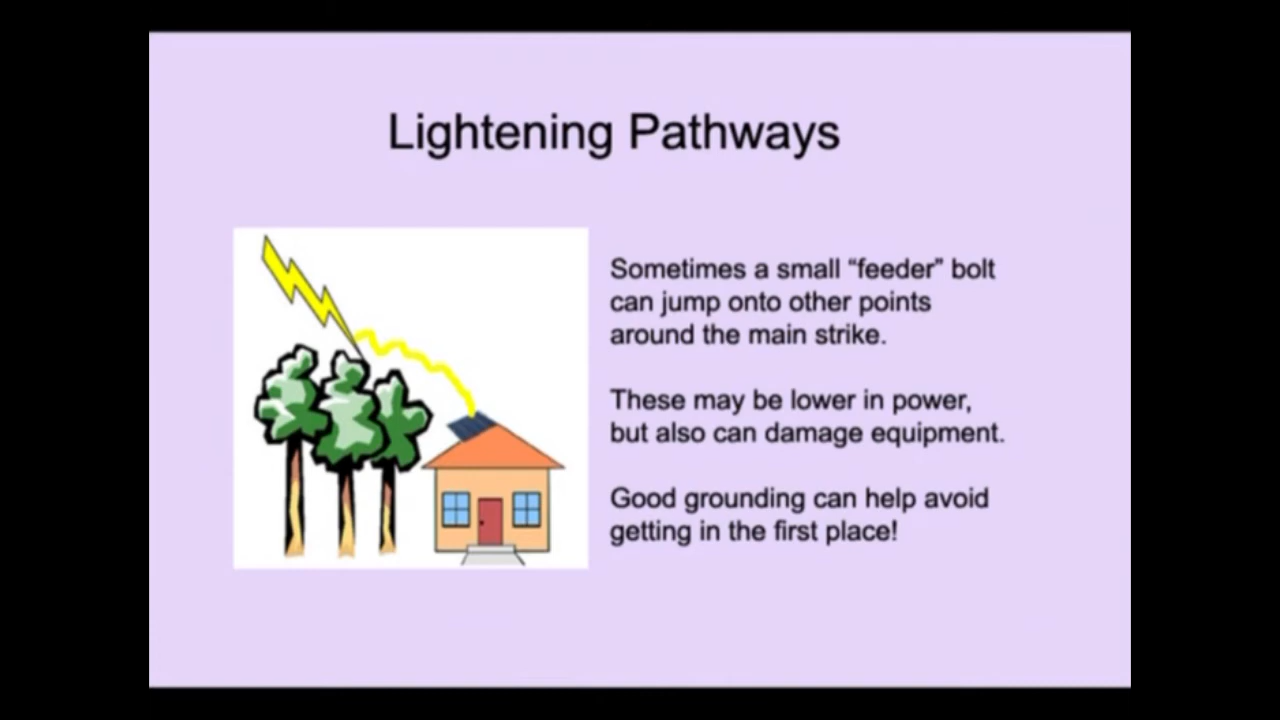 Lightening Pathways
Sometimes a small “feeder” bolt
can jump onto other points
around the main strike.
These may be lower in power,
but also can damage equipment.
Good grounding can help avoid
getting in the first place!